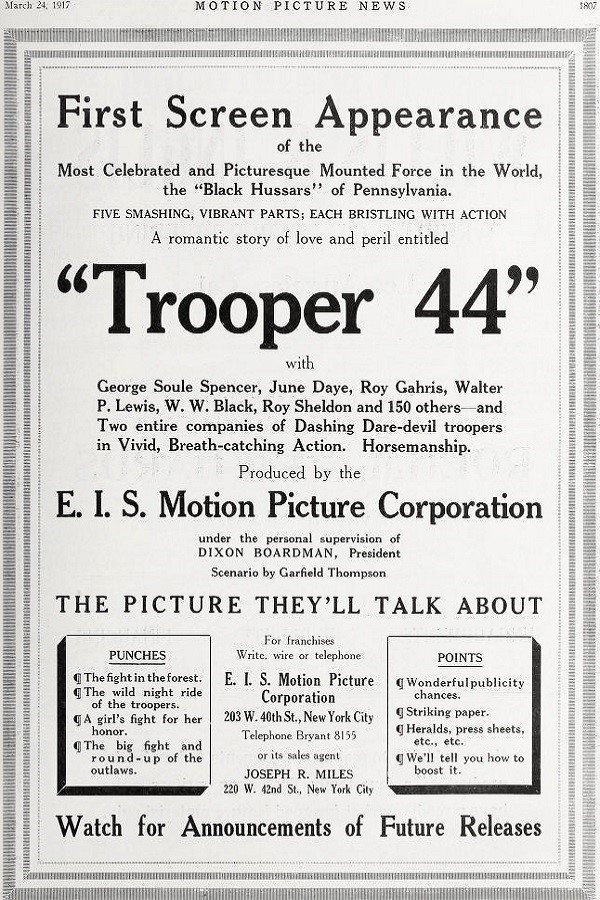 March 24, 1917
MOTION PICTURE NEWS
1807
First Screen Appearance
of the
Most Celebrated and Picturesque Mounted Force in the World,
the "Black Hussars" of Pennsylvania.
FIVE SMASHING, VIBRANT PARTS; EACH BRISTLING WITH ACTION
A romantic story of love and peril entitled
"Trooper 44"
with
George Soule Spencer, June Daye, Roy Gahris, Walter
P. Lewis, W. W. Black, Roy Sheldon and 150 others—and
Two entire companies of Dashing Dare-devil troopers
in Vivid, Breath-catching Action. Horsemanship.
Produced by the
E. I. S. Motion Picture Corporation
under the personal supervision of
DIXON BOARDMAN, President
Scenario by Garfield Thompson
THE PICTURE THEY'LL TALK ABOUT
PUNCHES
¶ The fight in the forest.
¶ The wild night ride
of the troopers.
¶ A girl's fight for her
honor.
¶ The big fight and
round-up of the
outlaws.
For franchises
Write, wire or telephone
E. I. S. Motion Picture
Corporation
203 W. 40th St., New York City
Telephone Bryant 8155
or its sales agent
JOSEPH R. MILES
220 W. 42nd St., New York City
POINTS
¶ Wonderful publicity
chances.
¶ Striking paper.
¶ Heralds, press sheets,
etc., etc.
¶ We'll tell you how to
boost it.
Watch for Announcements of Future Releases